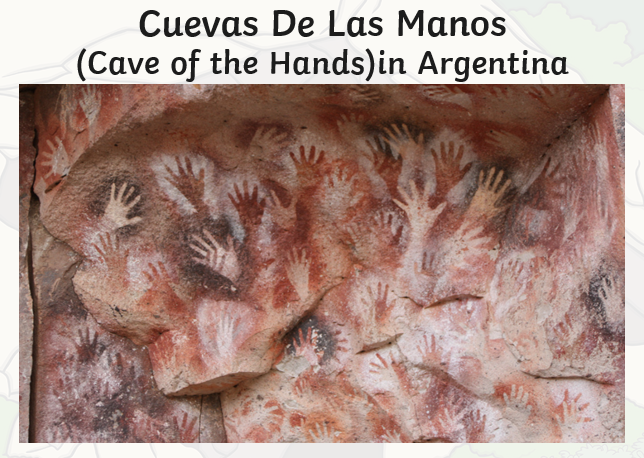 Cuevas De Las Manos
(Cave of the Hands)in Argentina